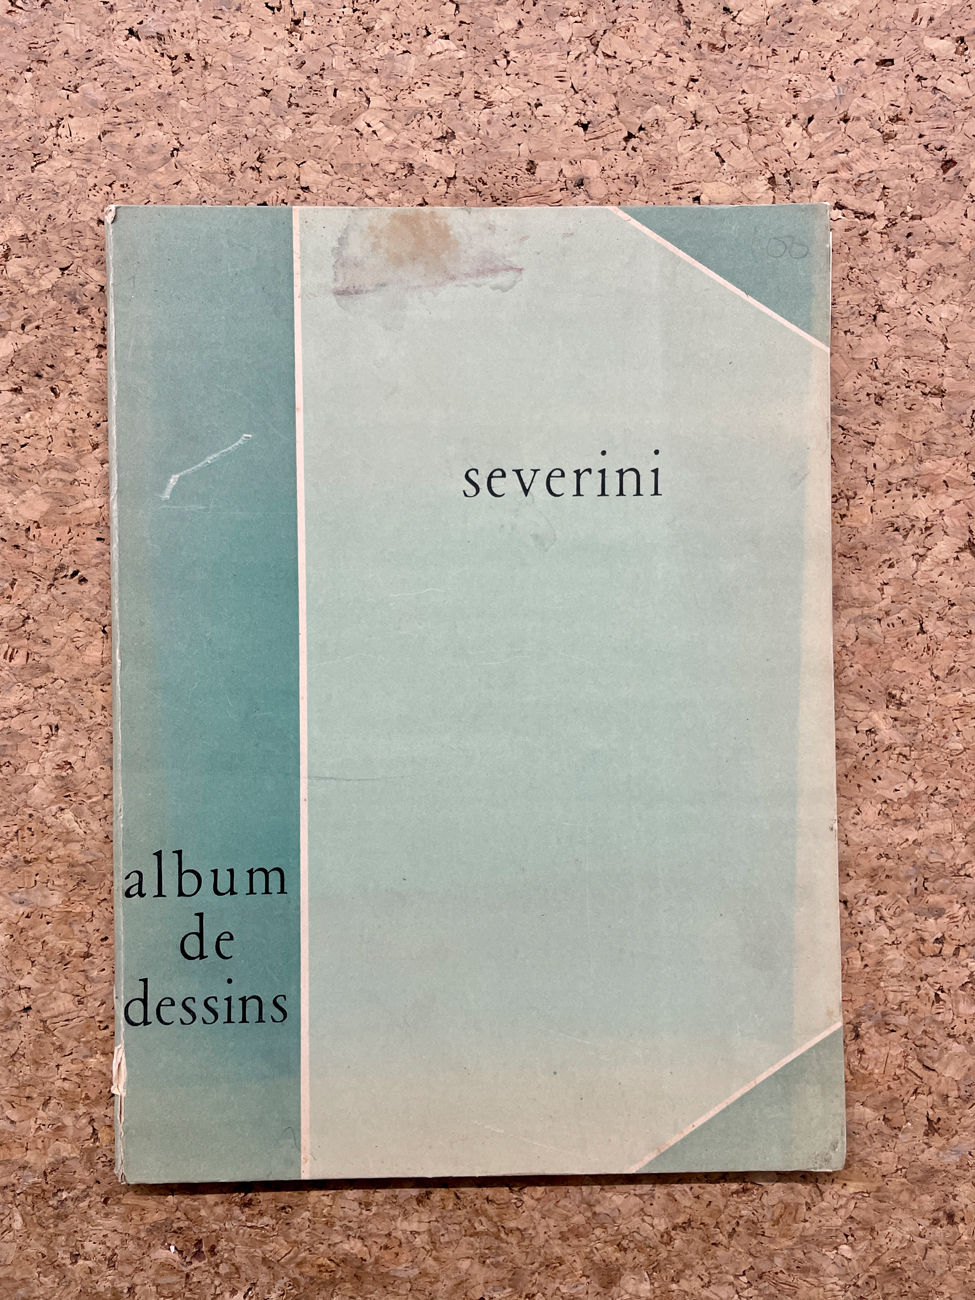 severini
album
de
dessins